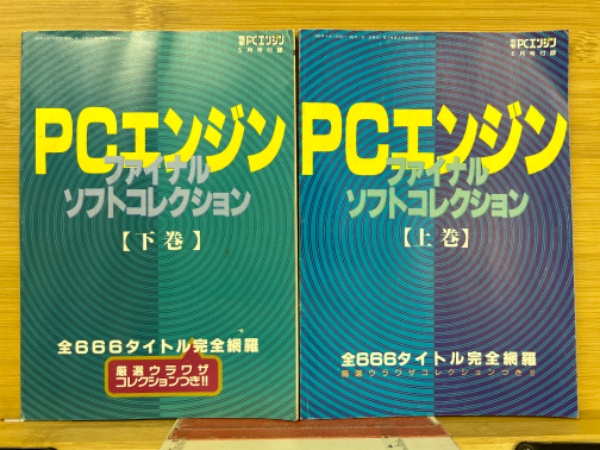 PCエンジン
5月号付録
PCエンジン
ファイナル
ソフトコレクション
【下巻】
全666タイトル完全網羅
厳選ウラワザ
コレクションつき!!
PCエンジン
4月号付録
PCエンジン
ファイナル
ソフトコレクション
【上巻】
全666タイトル完全網羅
厳選ウラワザコレクションつき!!